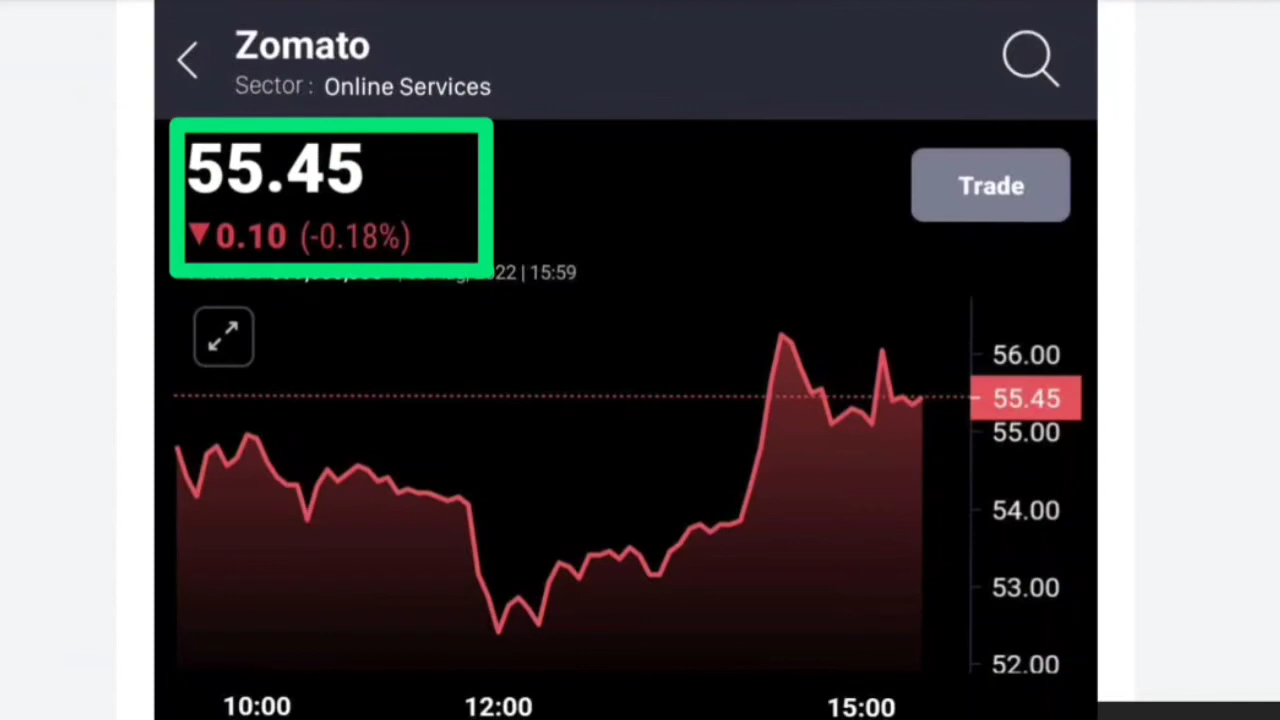 Zomato
Sector : Online Services
55.45
▼0.10 (-0.18%)
22 | 15:59
Trade
56.00
55.45
55.00
54.00
53.00
52.00
10:00 12:00 15:00